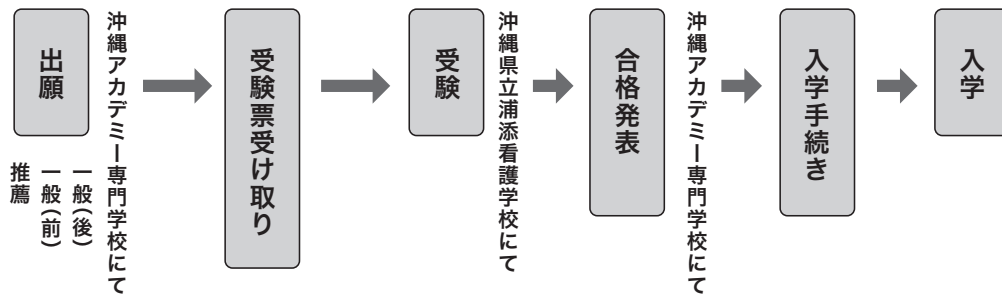 出願
推薦
一般(前)
一般(後)
沖縄アカデミー専門学校にて
受験票受け取り
受験
沖縄県立浦添看護学校にて
合格発表
沖縄アカデミー専門学校にて
入学手続き
入学